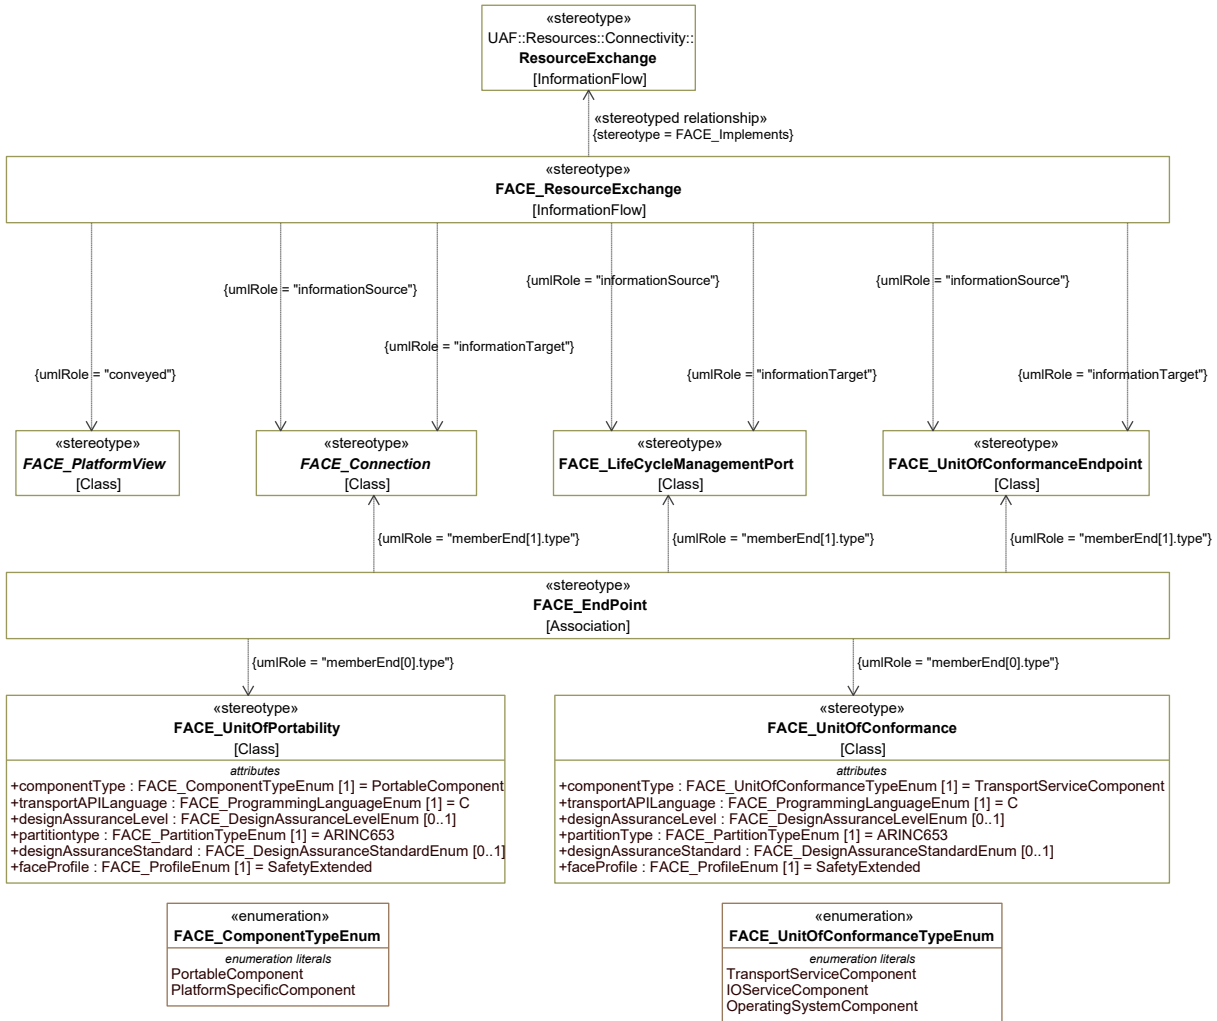 «stereotype»
UAF::Resources::Connectivity::
ResourceExchange
[InformationFlow]
«stereotyped relationship»
{stereotype = FACE_Implements}
«stereotype»
FACE_ResourceExchange
[InformationFlow]
{umlRole = "informationSource"}
{umlRole = "informationSource"}
{umlRole = "informationSource"}
{umlRole = "informationTarget"}
{umlRole = "conveyed"}
{umlRole = "informationTarget"}
{umlRole = "informationTarget"}
«stereotype»
FACE_PlatformView
[Class]
«stereotype»
FACE_Connection
[Class]
«stereotype»
FACE_LifeCycleManagementPort
[Class]
«stereotype»
FACE_UnitOfConformanceEndpoint
[Class]
{umlRole = "memberEnd[1].type"}
{umlRole = "memberEnd[1].type"}
{umlRole = "memberEnd[1].type"}
«stereotype»
FACE_EndPoint
[Association]
{umlRole = "memberEnd[0].type"}
{umlRole = "memberEnd[0].type"}
«stereotype»
FACE_UnitOfPortability
[Class]
attributes
+componentType : FACE_ComponentTypeEnum [1] = PortableComponent
+transportAPILanguage : FACE_ProgrammingLanguageEnum [1] = C
+designAssuranceLevel : FACE_DesignAssuranceLevelEnum [0..1]
+partitiontype : FACE_PartitionTypeEnum [1] = ARINC653
+designAssuranceStandard : FACE_DesignAssuranceStandardEnum [0..1]
+faceProfile : FACE_ProfileEnum [1] = SafetyExtended
«stereotype»
FACE_UnitOfConformance
[Class]
attributes
+componentType : FACE_UnitOfConformanceTypeEnum [1] = TransportServiceComponent
+transportAPILanguage : FACE_ProgrammingLanguageEnum [1] = C
+designAssuranceLevel : FACE_DesignAssuranceLevelEnum [0..1]
+partitionType : FACE_PartitionTypeEnum [1] = ARINC653
+designAssuranceStandard : FACE_DesignAssuranceStandardEnum [0..1]
+faceProfile : FACE_ProfileEnum [1] = SafetyExtended
«enumeration»
FACE_ComponentTypeEnum
enumeration literals
PortableComponent
PlatformSpecificComponent
«enumeration»
FACE_UnitOfConformanceTypeEnum
enumeration literals
TransportServiceComponent
IOServiceComponent
OperatingSystemComponent